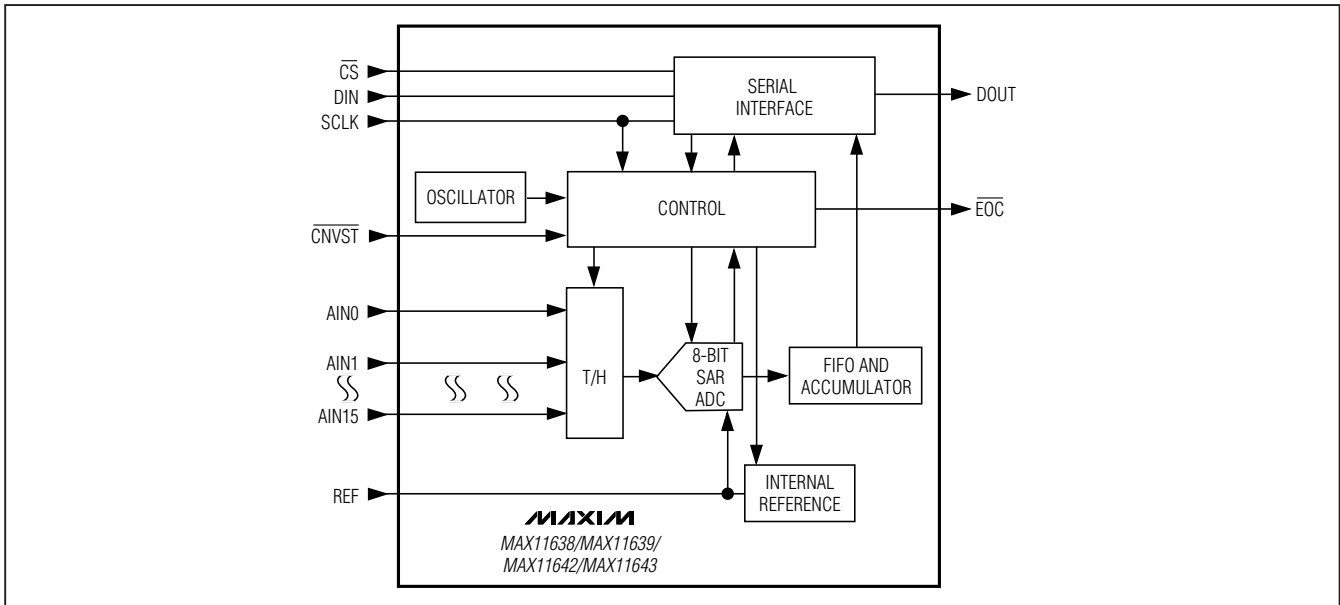 CS
DIN
SCLK
SERIAL
INTERFACE
DOUT
OSCILLATOR
CONTROL
EOC
CNVST
AIN0
AIN1
AIN15
T/H
8-BIT
SAR
ADC
FIFO AND
ACCUMULATOR
REF
INTERNAL
REFERENCE
MAXIM
MAX11638/MAX11639/
MAX11642/MAX11643